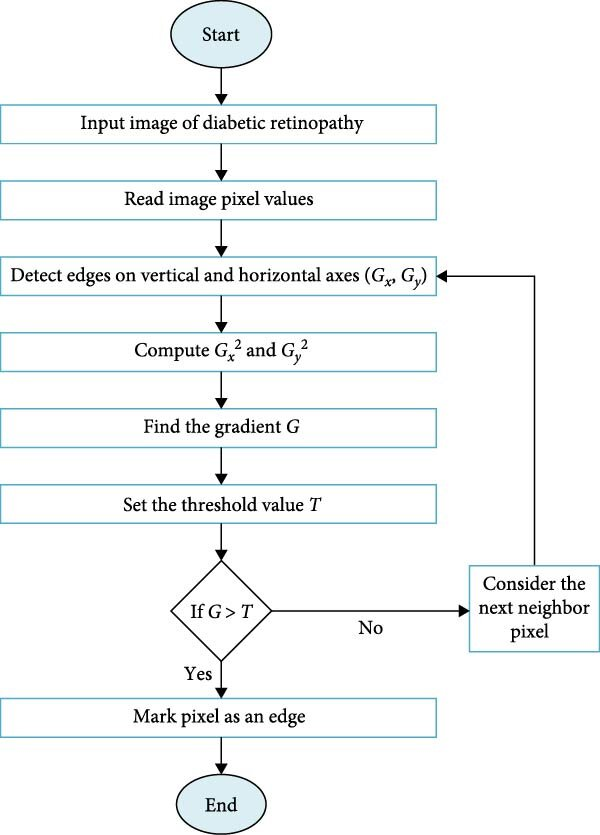 Start
Input image of diabetic retinopathy
Read image pixel values
Detect edges on vertical and horizontal axes (Gx, Gy)
Compute Gx² and Gy²
Find the gradient G
Set the threshold value T
If G > T
No
Consider the
next neighbor
pixel
Yes
Mark pixel as an edge
End